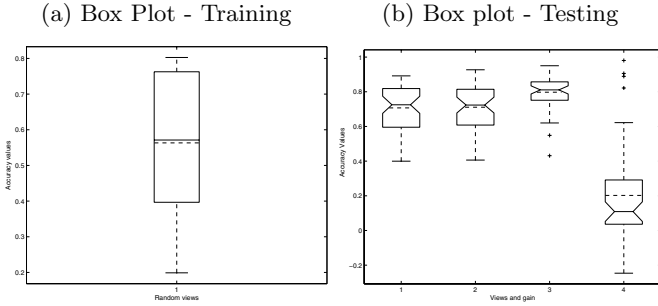 (a) Box Plot - Training
(b) Box plot - Testing
0.8
0.7
0.6
0.5
0.4
0.3
0.2
Accuracy values
1
Random views
1
0.8
0.6
0.4
0.2
0
−0.2
Accuracy Values
1 2 3 4
Views and gain